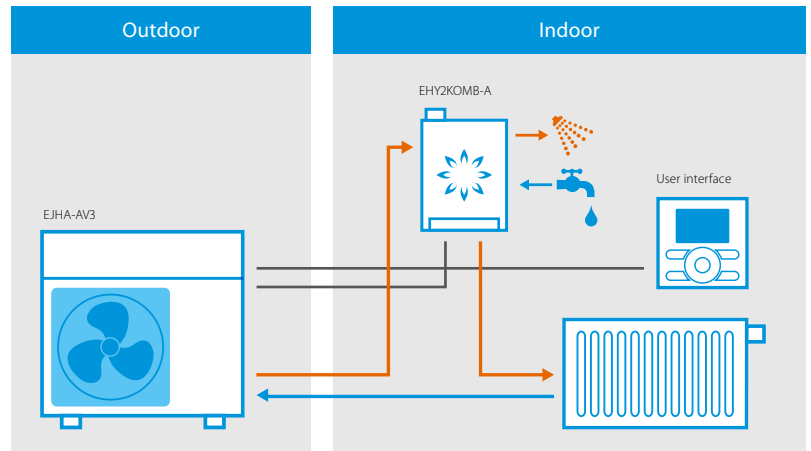 Outdoor
Indoor
EHY2KOMB-A
User interface
EJHA-AV3